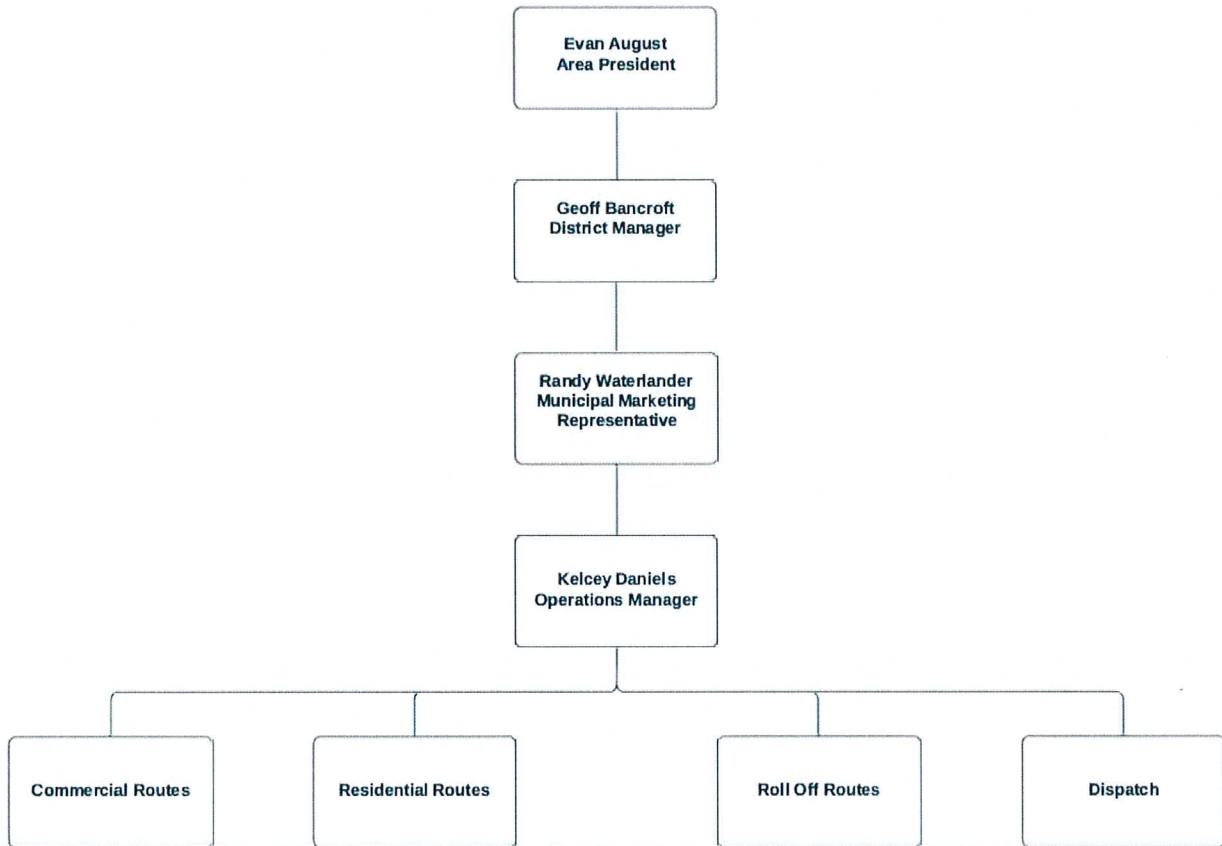 Evan August
Area President
Geoff Bancroft
District Manager
Randy Waterlander
Municipal Marketing
Representative
Kelcey Daniels
Operations Manager
Commercial Routes
Residential Routes
Roll Off Routes
Dispatch